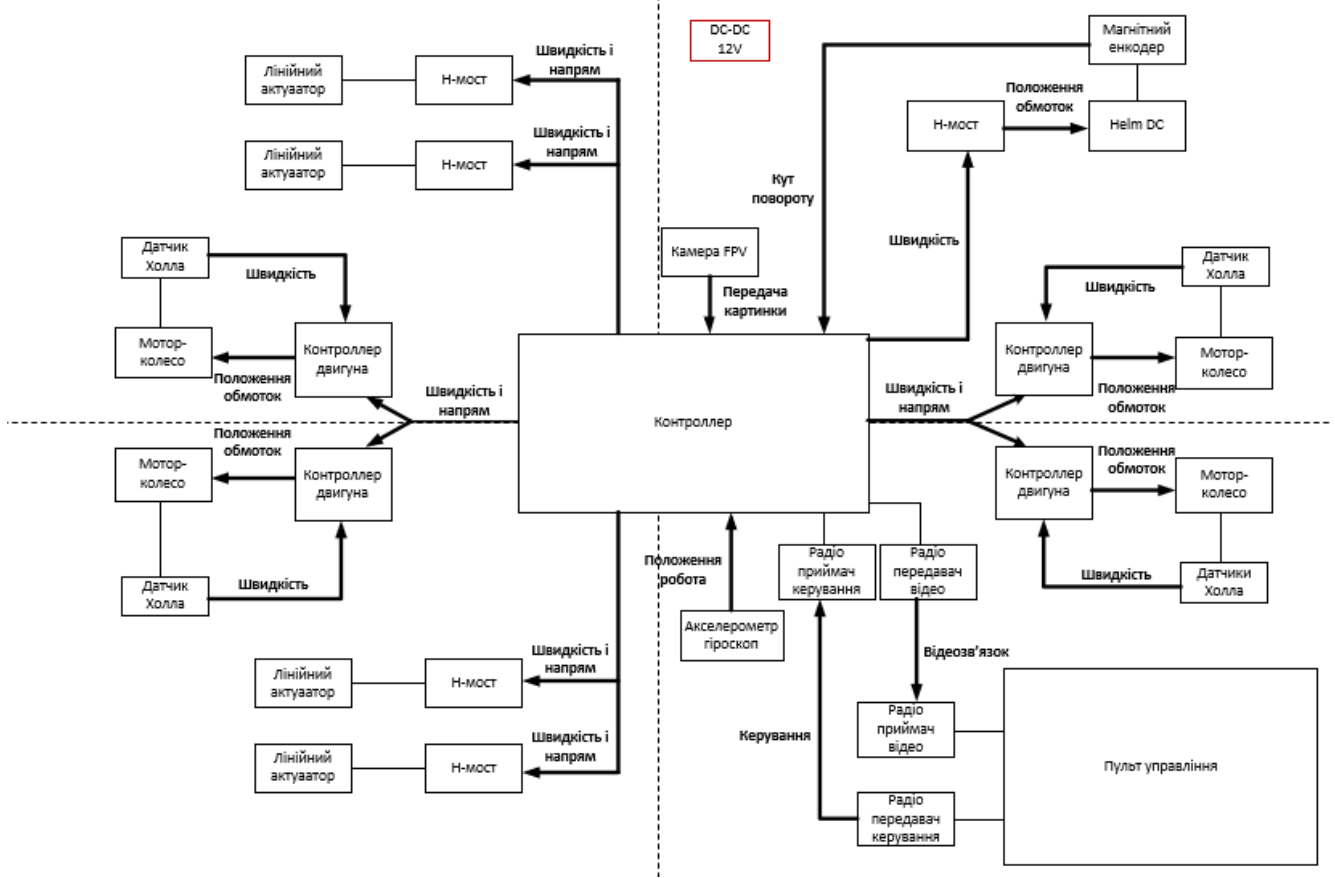 DC-DC
12V
Магнітний
енкодер
Швидкість і
напрям
Лінійний
актуатор
Н-мост
Положення
обмоток
Н-мост
Helm DC
Швидкість і
напрям
Лінійний
актуатор
Н-мост
Кут
повороту
Швидкість
Камера FPV
Передача
картинки
Датчик
Холла
Швидкість
Мотор-
колесо
Контроллер
двигуна
Положення
обмоток
Швидкість і
напрям
Датчик
Холла
Швидкість
Контроллер
двигуна
Мотор-
колесо
Швидкість і
напрям
Положення
обмоток
Контроллер
Положення
обмоток
Мотор-
колесо
Контроллер
двигуна
Датчик
Холла
Швидкість
Положення
обмоток
Контроллер
двигуна
Мотор-
колесо
Швидкість
Датчики
Холла
Положення
робота
Радіо
приймач
керування
Радіо
передавач
відео
Акселерометр
гіроскоп
Швидкість і
напрям
Лінійний
актуатор
Н-мост
Відеозв'язок
Радіо
приймач
відео
Керування
Швидкість і
напрям
Лінійний
актуатор
Н-мост
Пульт управління
Радіо
передавач
керування